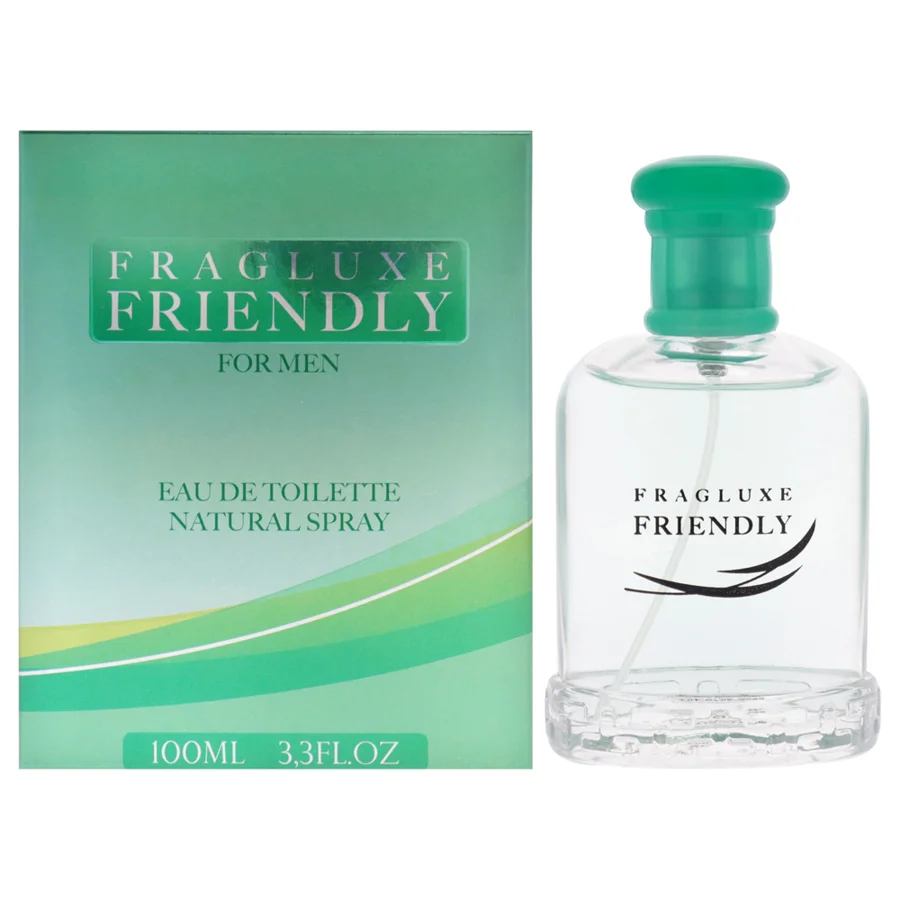 FRAGLUXE
FRIENDLY
FOR MEN
EAU DE TOILETTE
NATURAL SPRAY
100ML 3,3FL.OZ
FRAGLUXE
FRIENDLY